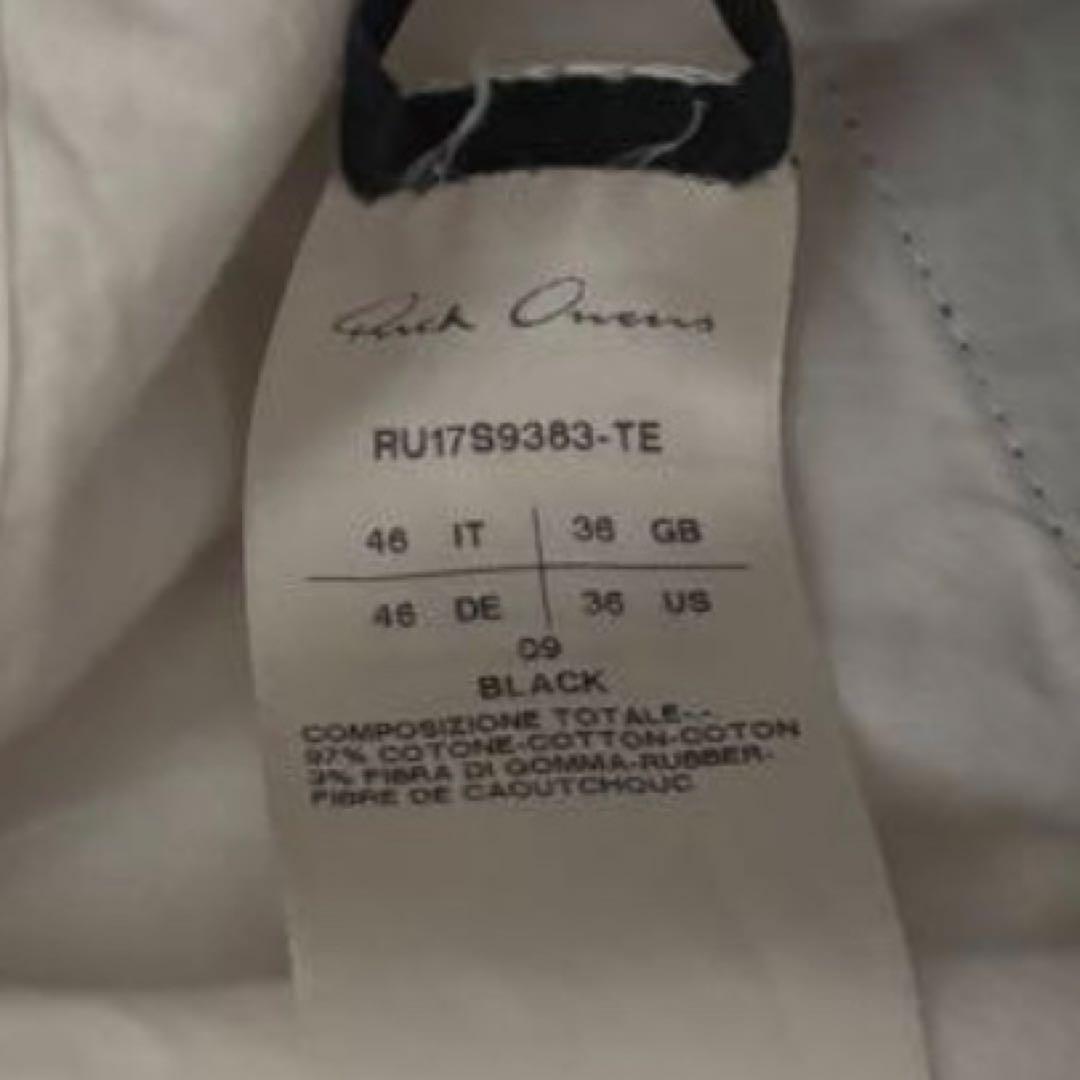 Rick Owens
RU17S9383-TE
46 IT 36 GB
46 DE 36 US
09
BLACK
COMPOSIZIONE TOTALE--
97% COTONE-COTTON-COTON
3% FIBRA DI GOMMA-RUBBER-
FIBRE DE CAOUTCHOUC